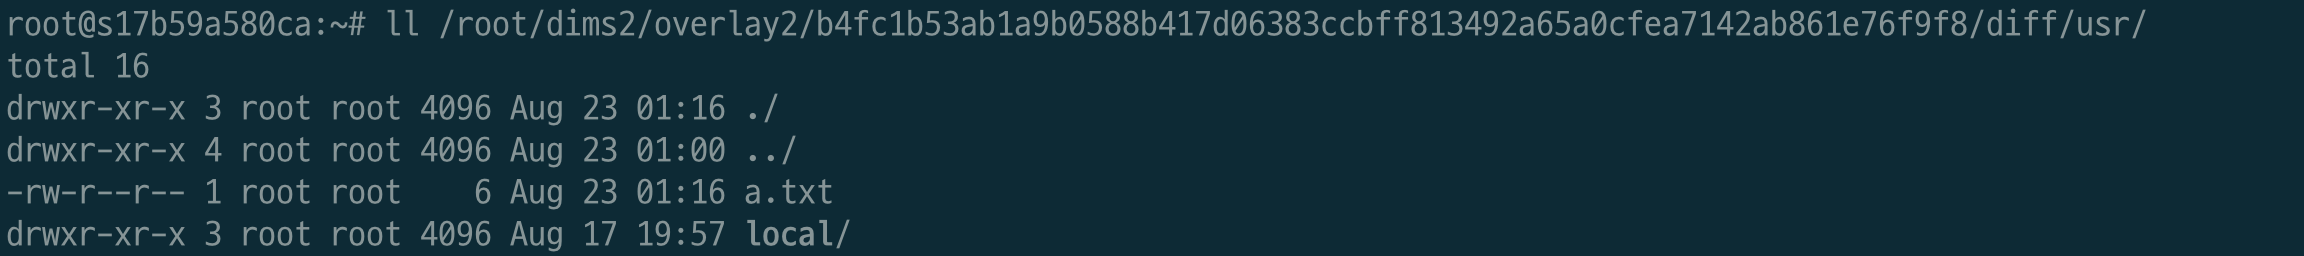 root@s17b59a580ca:~# ll /root/dims2/overlay2/b4fc1b53ab1a9b0588b417d06383ccbff813492a65a0cfea7142ab861e76f9f8/diff/usr/
total 16
drwxr-xr-x 3 root root 4096 Aug 23 01:16 ./
drwxr-xr-x 4 root root 4096 Aug 23 01:00 ../
-rw-r--r-- 1 root root    6 Aug 23 01:16 a.txt
drwxr-xr-x 3 root root 4096 Aug 17 19:57 local/